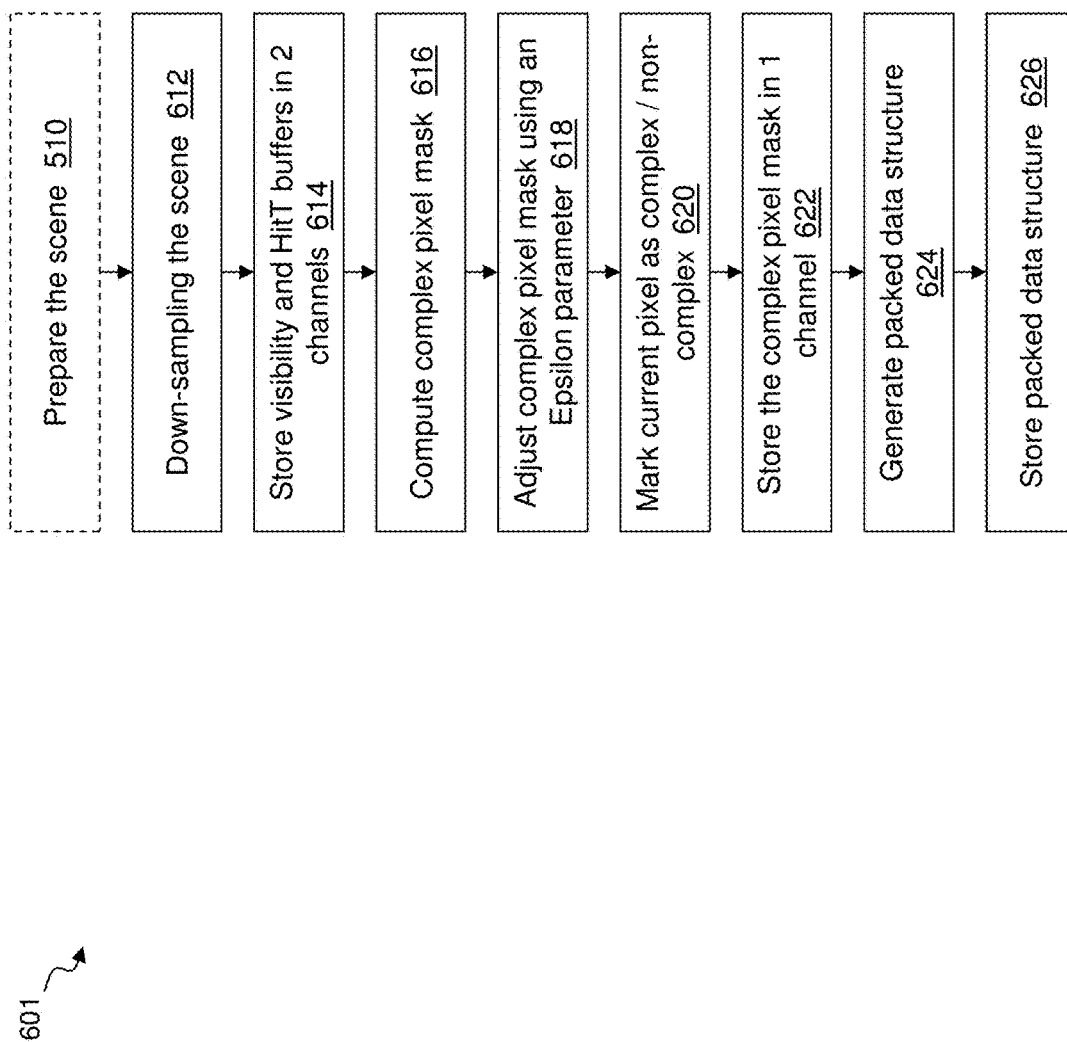 601
Prepare the scene 510
Down-sampling the scene 612
Store visibility and HitT buffers in 2
channels 614
Compute complex pixel mask 616
Adjust complex pixel mask using an
Epsilon parameter 618
Mark current pixel as complex / non-
complex 620
Store the complex pixel mask in 1
channel 622
Generate packed data structure
624
Store packed data structure 626